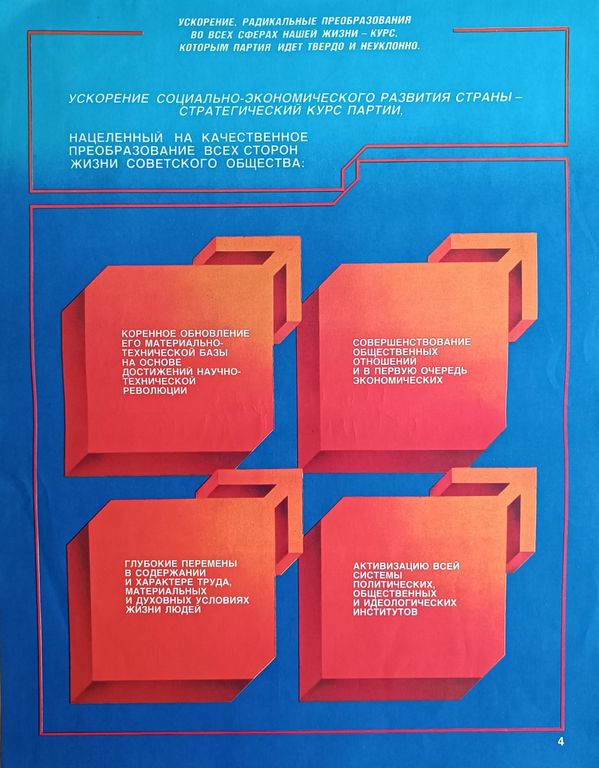 УСКОРЕНИЕ, РАДИКАЛЬНЫЕ ПРЕОБРАЗОВАНИЯ
ВО ВСЕХ СФЕРАХ НАШЕЙ ЖИЗНИ – КУРС,
КОТОРЫМ ПАРТИЯ ИДЕТ ТВЕРДО И НЕУКЛОННО.
УСКОРЕНИЕ СОЦИАЛЬНО-ЭКОНОМИЧЕСКОГО РАЗВИТИЯ СТРАНЫ –
СТРАТЕГИЧЕСКИЙ КУРС ПАРТИИ,
НАЦЕЛЕННЫЙ НА КАЧЕСТВЕННОЕ
ПРЕОБРАЗОВАНИЕ ВСЕХ СТОРОН
ЖИЗНИ СОВЕТСКОГО ОБЩЕСТВА:
КОРЕННОЕ ОБНОВЛЕНИЕ
ЕГО МАТЕРИАЛЬНО-
ТЕХНИЧЕСКОЙ БАЗЫ
НА ОСНОВЕ
ДОСТИЖЕНИЙ НАУЧНО-
ТЕХНИЧЕСКОЙ
РЕВОЛЮЦИИ
СОВЕРШЕНСТВОВАНИЕ
ОБЩЕСТВЕННЫХ
ОТНОШЕНИЙ
И В ПЕРВУЮ ОЧЕРЕДЬ
ЭКОНОМИЧЕСКИХ
ГЛУБОКИЕ ПЕРЕМЕНЫ
В СОДЕРЖАНИИ
И ХАРАКТЕРЕ ТРУДА,
МАТЕРИАЛЬНЫХ
И ДУХОВНЫХ УСЛОВИЯХ
ЖИЗНИ ЛЮДЕЙ
АКТИВИЗАЦИЮ ВСЕЙ
СИСТЕМЫ
ПОЛИТИЧЕСКИХ,
ОБЩЕСТВЕННЫХ
И ИДЕОЛОГИЧЕСКИХ
ИНСТИТУТОВ
4